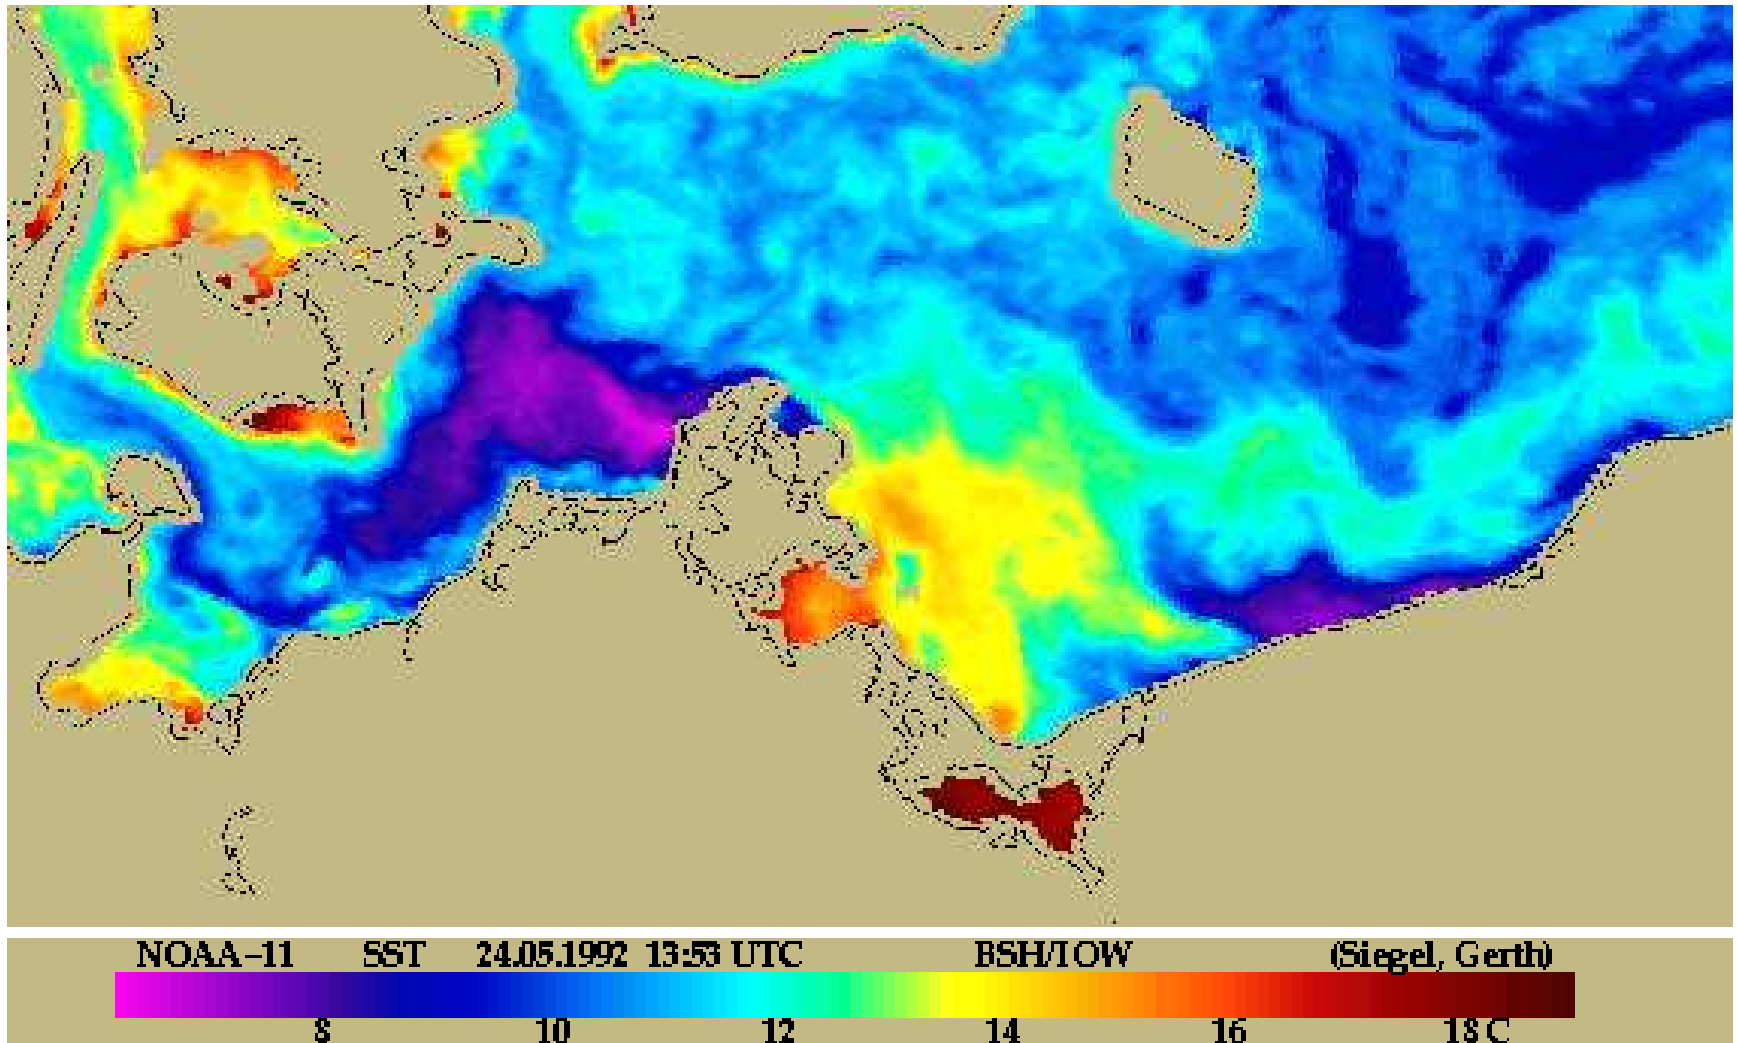 NOAA-11 SST 24.05.1992 13:53 UTC BSH/IOW (Siegel, Gerth)
8 10 12 14 16 18 C